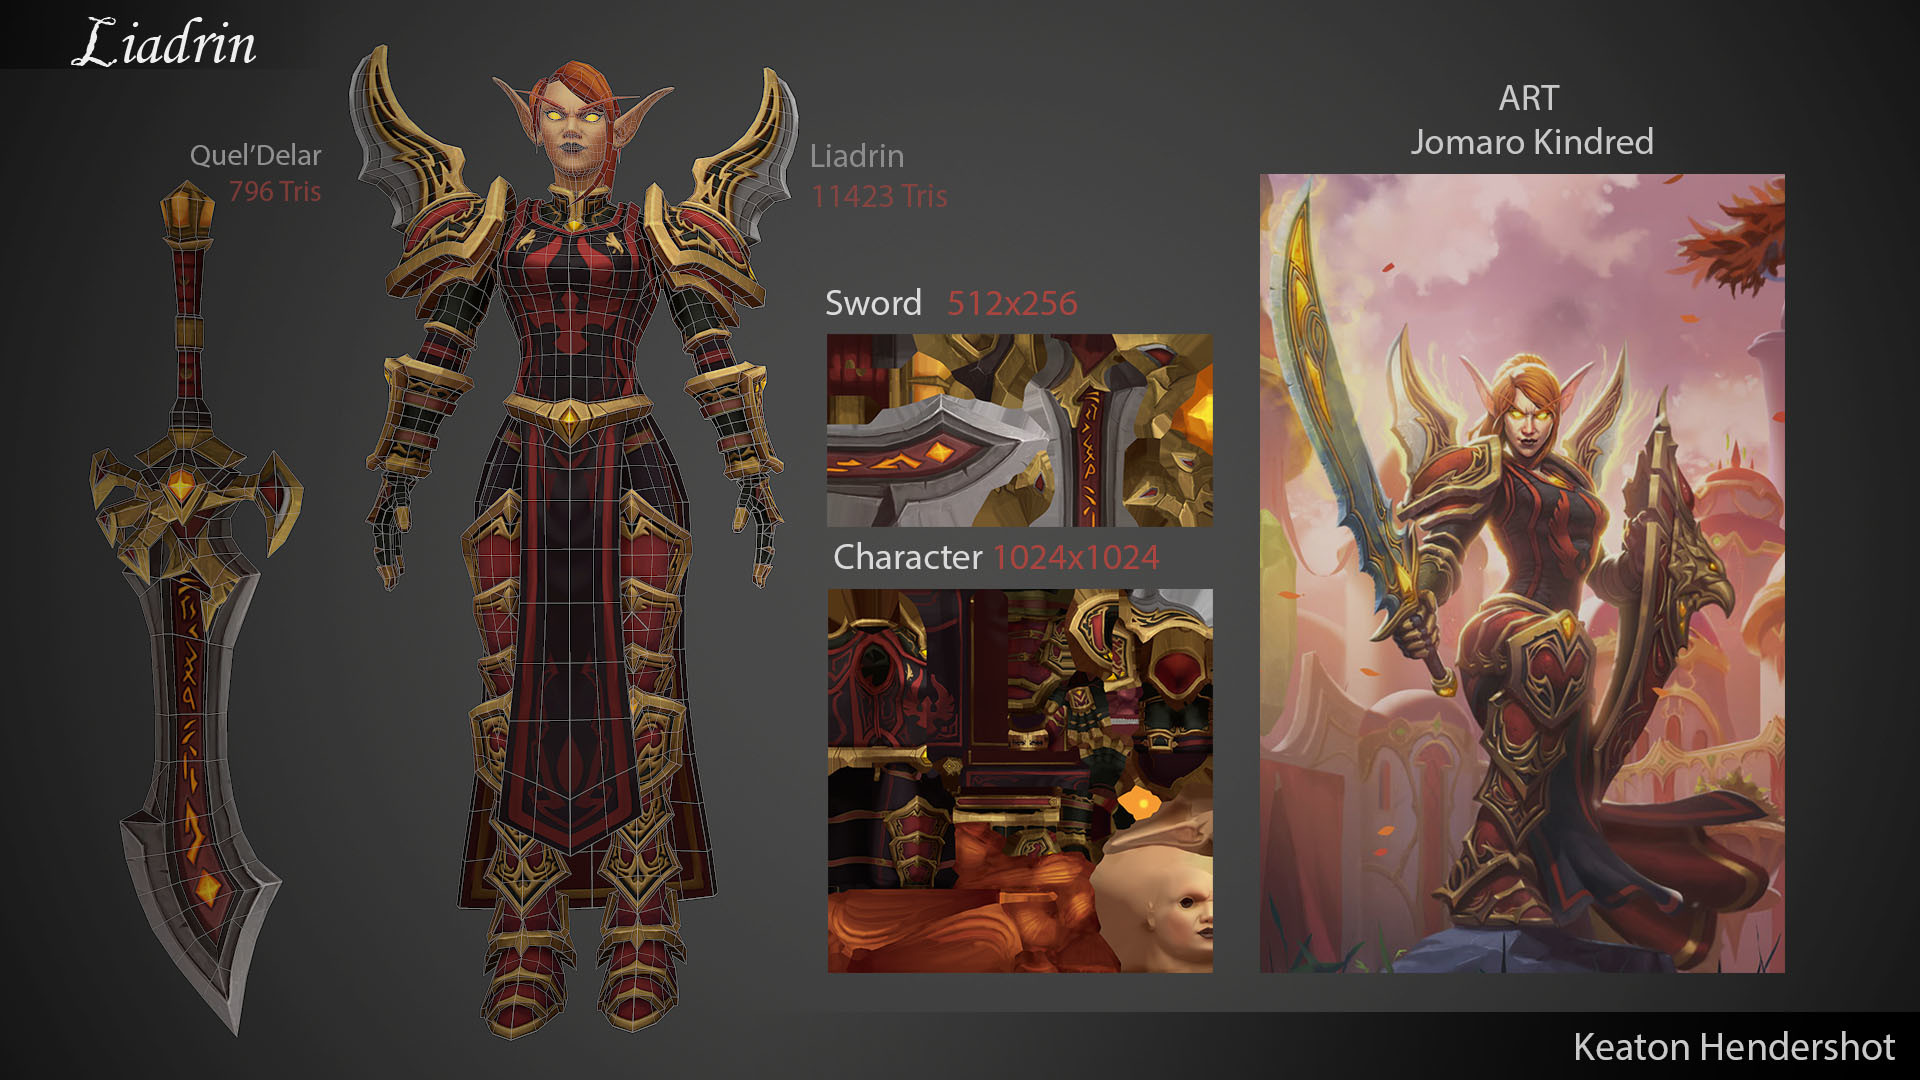 Liadrin
Quel'Delar
796 Tris
Liadrin
11423 Tris
Sword 512x256
Character 1024x1024
ART
Jomaro Kindred
Keaton Hendershot